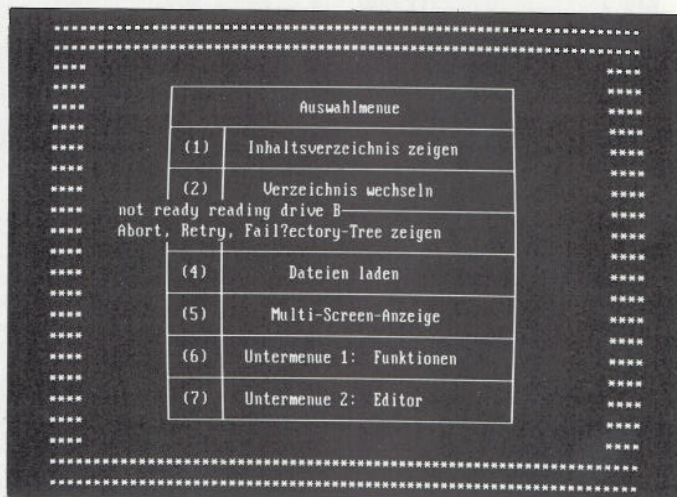 Auswahlmenue
(1) Inhaltsverzeichnis zeigen
(2) Verzeichnis wechseln
not ready reading drive B
Abort, Retry, Fail?ectory-Tree zeigen
(4) Dateien laden
(5) Multi-Screen-Anzeige
(6) Untermenue 1: Funktionen
(7) Untermenue 2: Editor